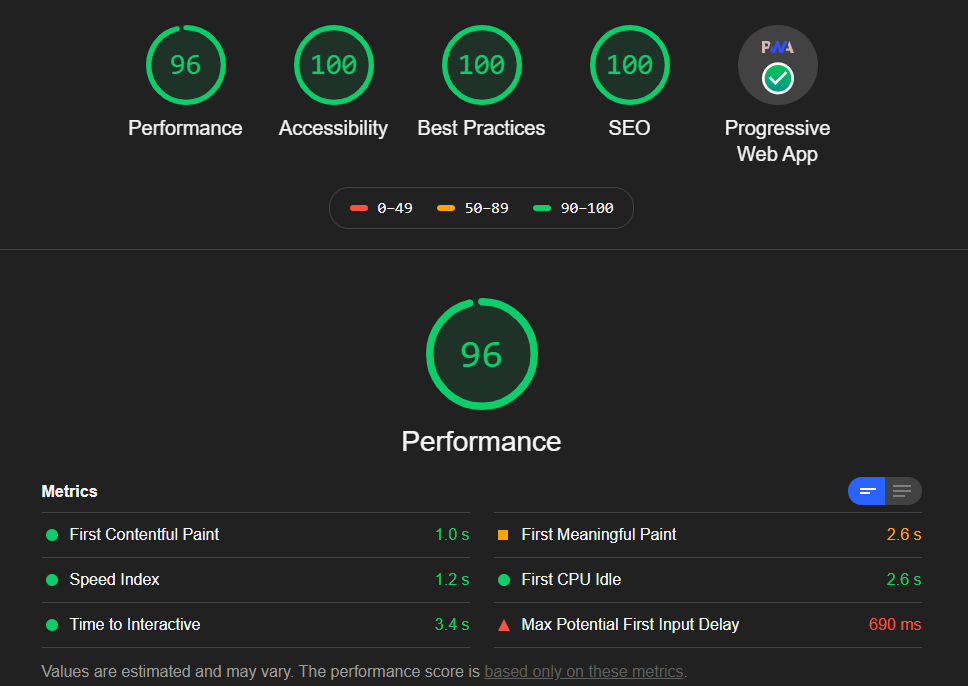 96 100 100 100 PWA
Performance Accessibility Best Practices SEO Progressive
Web App
0–49 50–89 90–100
96
Performance
Metrics
First Contentful Paint 1.0 s First Meaningful Paint 2.6 s
Speed Index 1.2 s First CPU Idle 2.6 s
Time to Interactive 3.4 s Max Potential First Input Delay 690 ms
Values are estimated and may vary. The performance score is based only on these metrics.